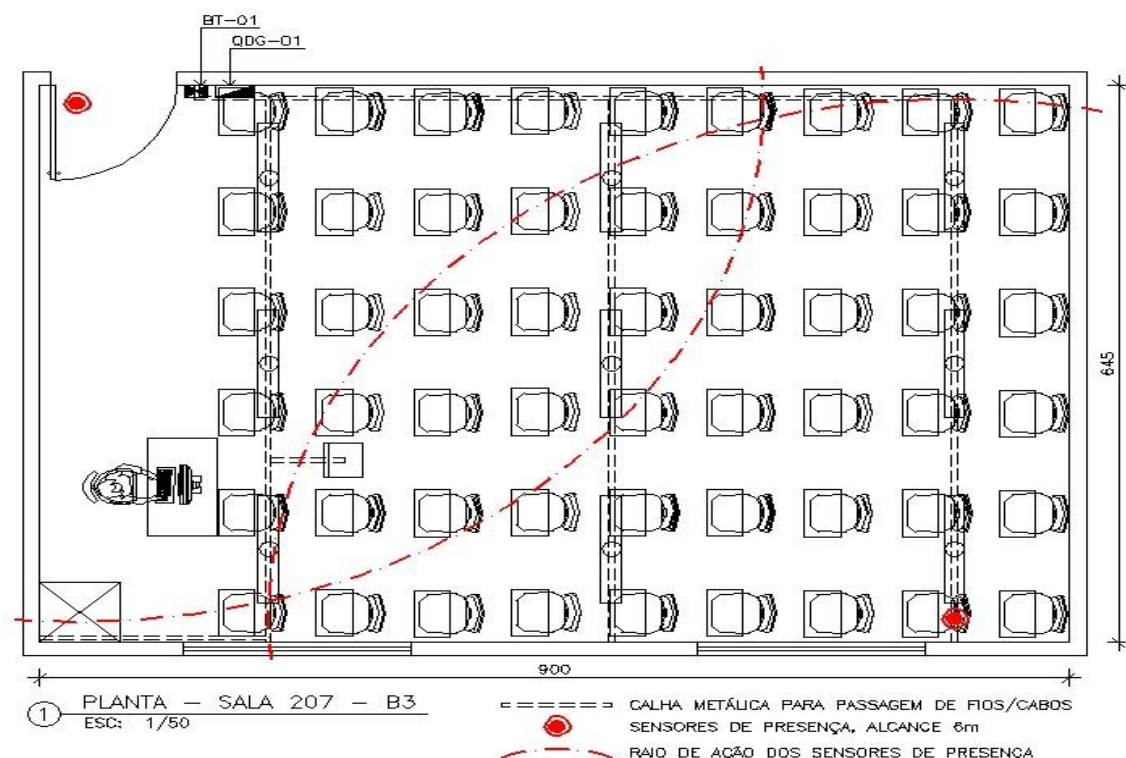 BT-01
QDG-01
645
900
1 PLANTA - SALA 207 - B3
ESC: 1/50
CALHA METÁLICA PARA PASSAGEM DE FIOS/CABOS
SENSORES DE PRESENÇA, ALCANCE 6m
RAIO DE AÇÃO DOS SENSORES DE PRESENÇA